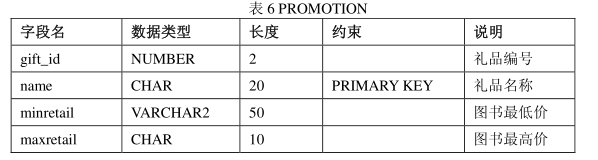 表 6 PROMOTION
字段名 数据类型 长度 约束 说明
gift_id NUMBER 2 礼品编号
name CHAR 20 PRIMARY KEY 礼品名称
minretail VARCHAR2 50 图书最低价
maxretail CHAR 10 图书最高价